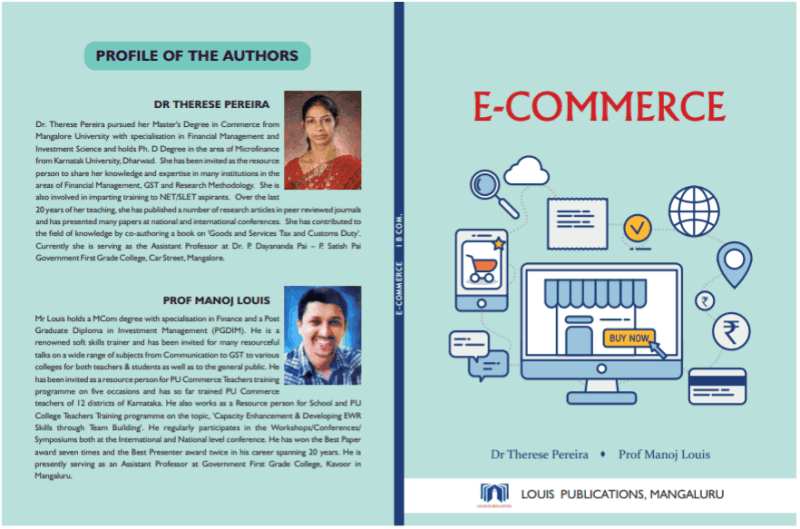 PROFILE OF THE AUTHORS
DR THERESE PEREIRA
Dr. Therese Pereira pursued her Master's Degree in Commerce from
Mangalore University with specialisation in Financial Management and
Investment Science and holds Ph. D Degree in the area of Microfinance
from Karnatak University, Dharwad. She has been invited as the resource
person to share her knowledge and expertise in many institutions in the
areas of Financial Management, GST and Research Methodology. She is
also involved in imparting training to NET/SLET aspirants. Over the last
20 years of her teaching, she has published a number of research articles in peer reviewed journals
and has presented many papers at national and international conferences. She has contributed to
the field of knowledge by co-authoring a book on 'Goods and Services Tax and Customs Duty'.
Currently she is serving as the Assistant Professor at Dr. P. Dayananda Pai – P. Satish Pai
Government First Grade College, Car Street, Mangalore.
PROF MANOJ LOUIS
Mr Louis holds a MCom degree with specialisation in Finance and a Post
Graduate Diploma in Investment Management (PGDIM). He is a
renowned soft skills trainer and has been invited for many resourceful
talks on a wide range of subjects from Communication to GST to various
colleges for both teachers & students as well as to the general public. He
has been invited as a resource person for PU Commerce Teachers training
programme on five occasions and has so far trained PU Commerce
teachers of 12 districts of Karnataka. He also works as a Resource person for School and PU
College Teachers Training programme on the topic, 'Capacity Enhancement & Developing EWR
Skills through Team Building'. He regularly participates in the Workshops/Conferences/
Symposiums both at the International and National level conference. He has won the Best Paper
award seven times and the Best Presenter award twice in his career spanning 20 years. He is
presently serving as an Assistant Professor at Government First Grade College, Kavoor in
Mangaluru.
E-COMMERCE I B COM.
E-COMMERCE
₹
₹
BUY NOW
Dr Therese Pereira ♦ Prof Manoj Louis
LOUIS PUBLICATIONS, MANGALURU